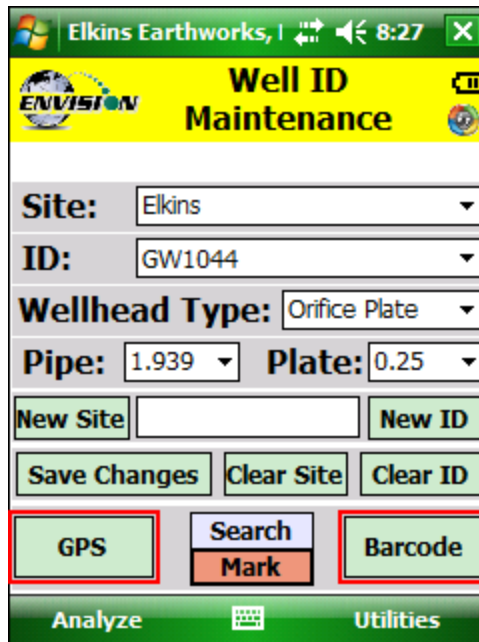 Elkins Earthworks, l 8:27
ENVISION
Well ID
Maintenance
Site: Elkins
ID: GW1044
Wellhead Type: Orifice Plate
Pipe: 1.939 Plate: 0.25
New Site New ID
Save Changes Clear Site Clear ID
GPS Search Mark Barcode
Analyze Utilities